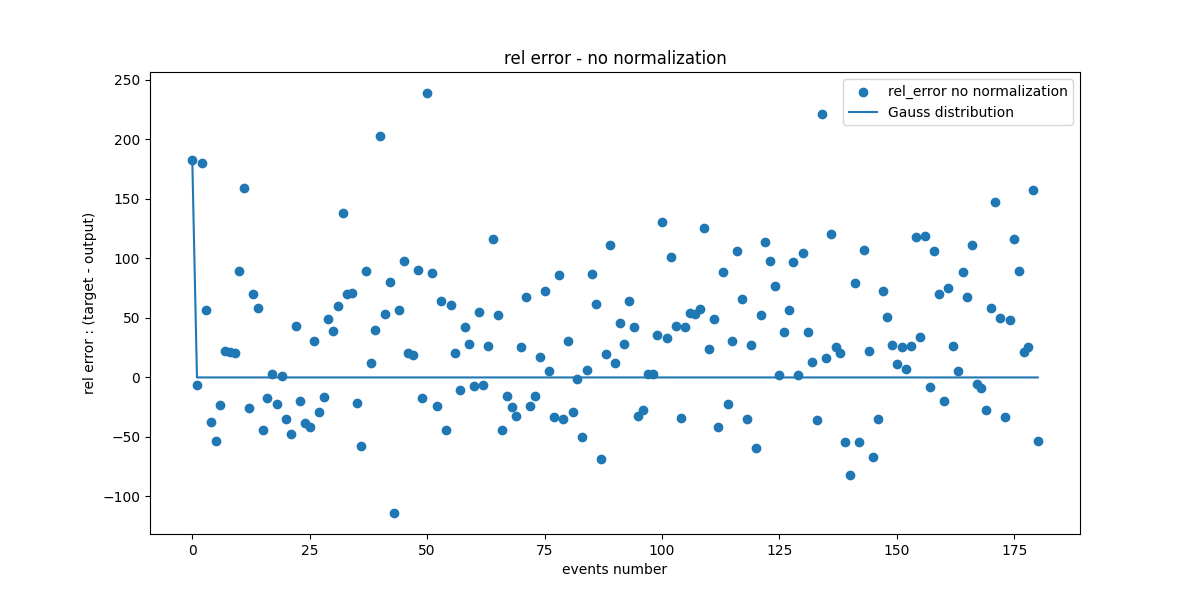 rel error - no normalization
rel_error no normalization
Gauss distribution
250
200
150
100
50
0
−50
−100
rel error : (target - output)
0 25 50 75 100 125 150 175
events number